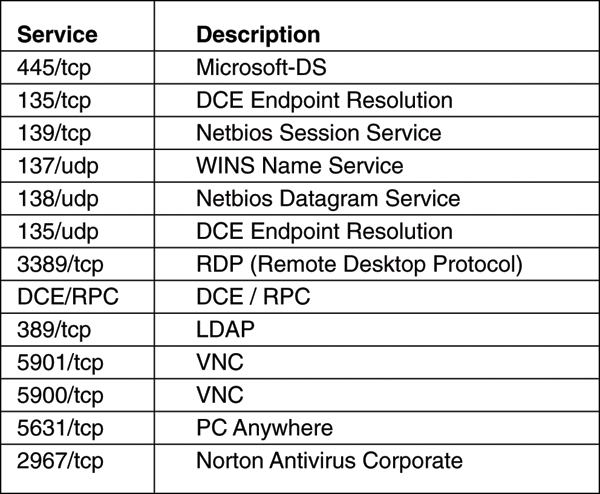 Service Description
445/tcp Microsoft-DS
135/tcp DCE Endpoint Resolution
139/tcp Netbios Session Service
137/udp WINS Name Service
138/udp Netbios Datagram Service
135/udp DCE Endpoint Resolution
3389/tcp RDP (Remote Desktop Protocol)
DCE/RPC DCE / RPC
389/tcp LDAP
5901/tcp VNC
5900/tcp VNC
5631/tcp PC Anywhere
2967/tcp Norton Antivirus Corporate